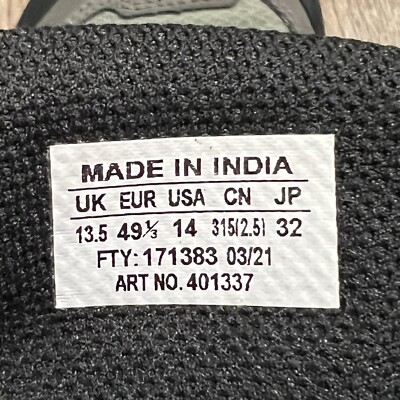 MADE IN INDIA
UK EUR USA CN JP
13.5 49⅓ 14 315(2.5) 32
FTY: 171383 03/21
ART NO. 401337